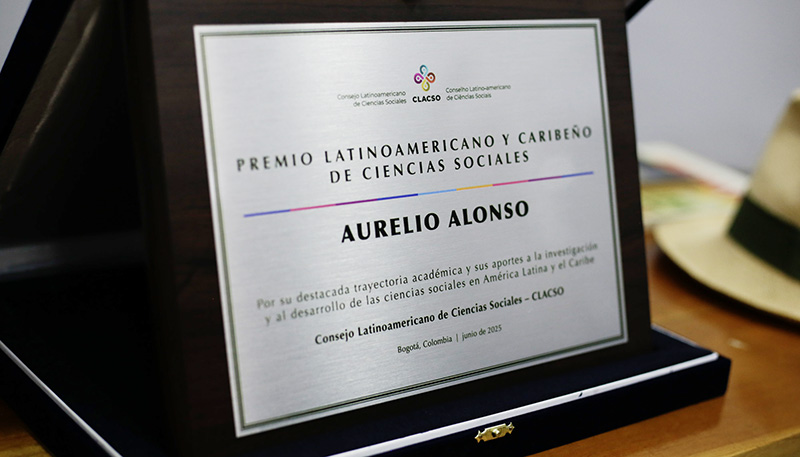 Consejo Latinoamericano
de Ciencias Sociales
CLACSO
Conselho Latino-americano
de Ciências Sociais
PREMIO LATINOAMERICANO Y CARIBEÑO
DE CIENCIAS SOCIALES
AURELIO ALONSO
Por su destacada trayectoria académica y sus aportes a la investigación
y al desarrollo de las ciencias sociales en América Latina y el Caribe
Consejo Latinoamericano de Ciencias Sociales – CLACSO
Bogotá, Colombia | junio de 2025